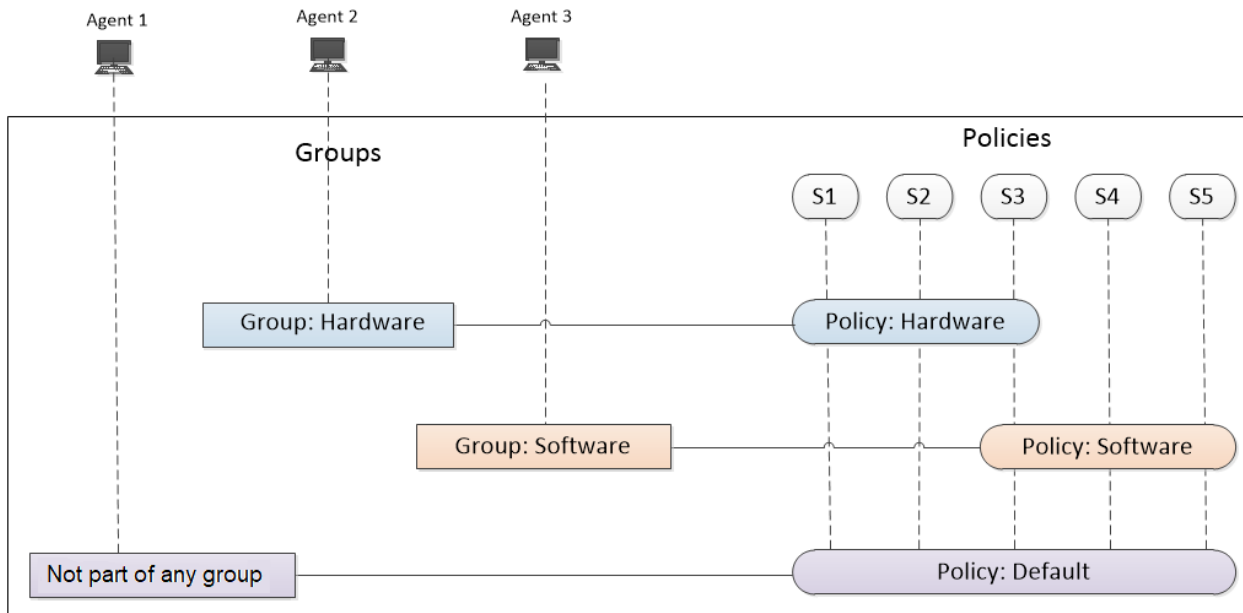 Agent 1
Agent 2
Agent 3
Groups
Policies
S1
S2
S3
S4
S5
Group: Hardware
Policy: Hardware
Group: Software
Policy: Software
Not part of any group
Policy: Default